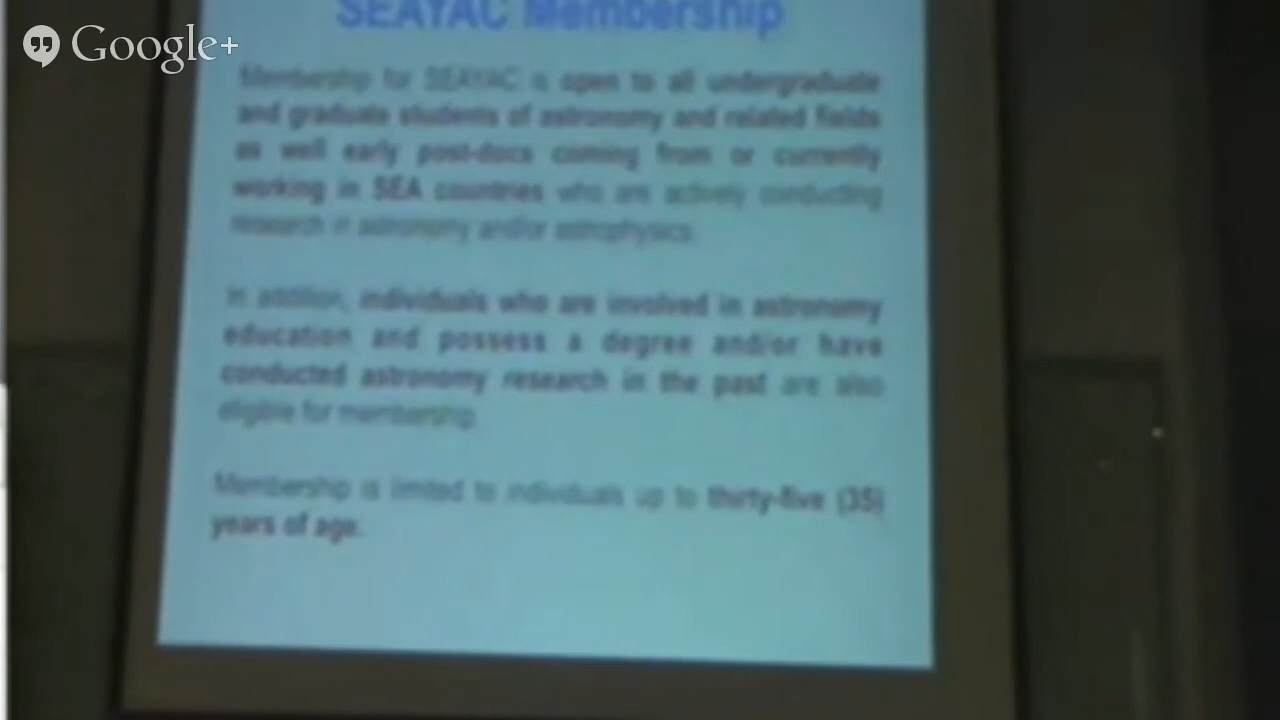 Google+
SEAYAC Membership
Membership for SEAYAC is open to all undergraduate
and graduate students of astronomy and related fields
as well early post-docs coming from or currently
working in SEA countries who are actively conducting
research in astronomy and/or astrophysics.
In addition, individuals who are involved in astronomy
education and possess a degree and/or have
conducted astronomy research in the past are also
eligible for membership.
Membership is limited to individuals up to thirty-five (35)
years of age.